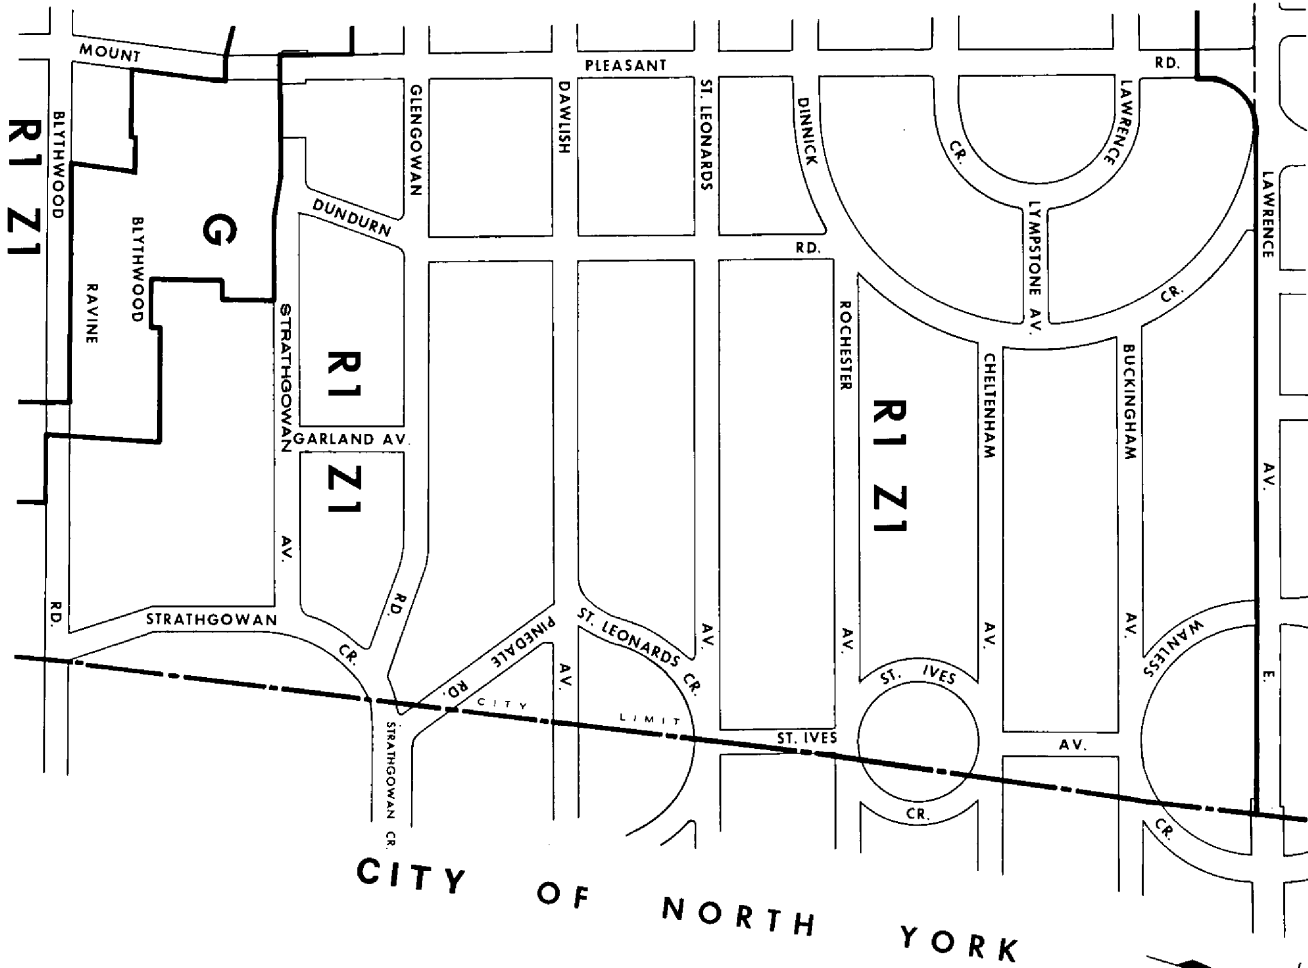 MOUNT PLEASANT RD.
BLYTHWOOD RD.
R1 Z1
G
BLYTHWOOD
RAVINE
GLENGOWAN RD.
DAWLISH AV.
ST. LEONARDS AV.
DINNICK CR.
LAWRENCE CR.
LYMPSTONE AV.
LAWRENCE AV. E.
DUNDURN RD.
STRATHGOWAN AV.
R1 Z1
GARLAND AV.
ROCHESTER AV.
R1 Z1
CHELTENHAM AV.
BUCKINGHAM AV.
STRATHGOWAN CR.
PINEDALE RD.
ST. LEONARDS CR.
ST. IVES
WANLESS CR.
STRATHGOWAN CR.
CITY LIMIT
ST. IVES AV.
CR.
CITY OF NORTH YORK